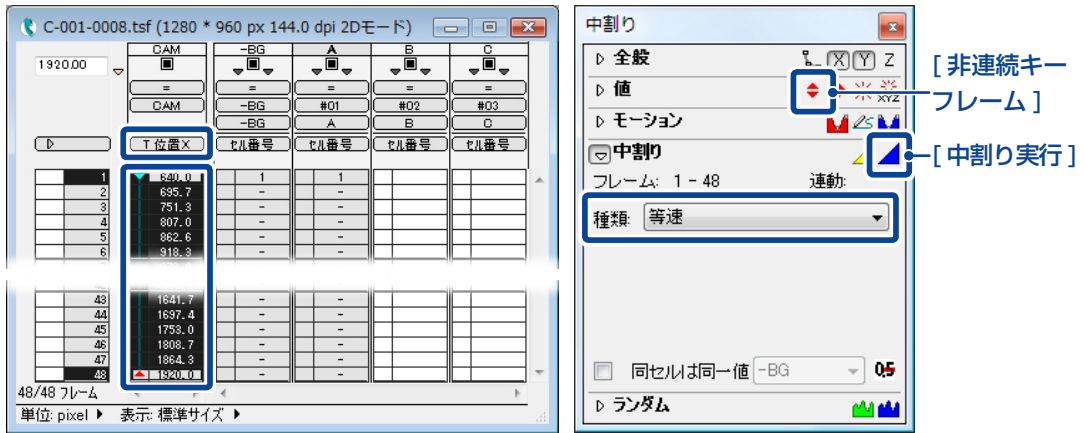 C-001-0008.tsf (1280 * 960 px 144.0 dpi 2Dモード)
CAM -BG A B C
1920.00
= = = = =
CAM -BG #01 #02 #03
-BG A B C
T 位置X セル番号 セル番号 セル番号 セル番号
1 640.0 1 1
2 695.7 - -
3 751.3 - -
4 807.0 - -
5 862.6 - -
6 918.3 - -
43 1641.7 - -
44 1697.4 - -
45 1753.0 - -
46 1808.7 - -
47 1864.3 - -
48 1920.0 - -
48/48 フレーム
単位: pixel 表示: 標準サイズ
中割り
全般 X Y Z
値 XYZ
モーション
中割り
フレーム: 1 - 48 連動:
種類: 等速
同セルは同一値 -BG 0.5
ランダム
[ 非連続キー
フレーム ]
[ 中割り実行 ]